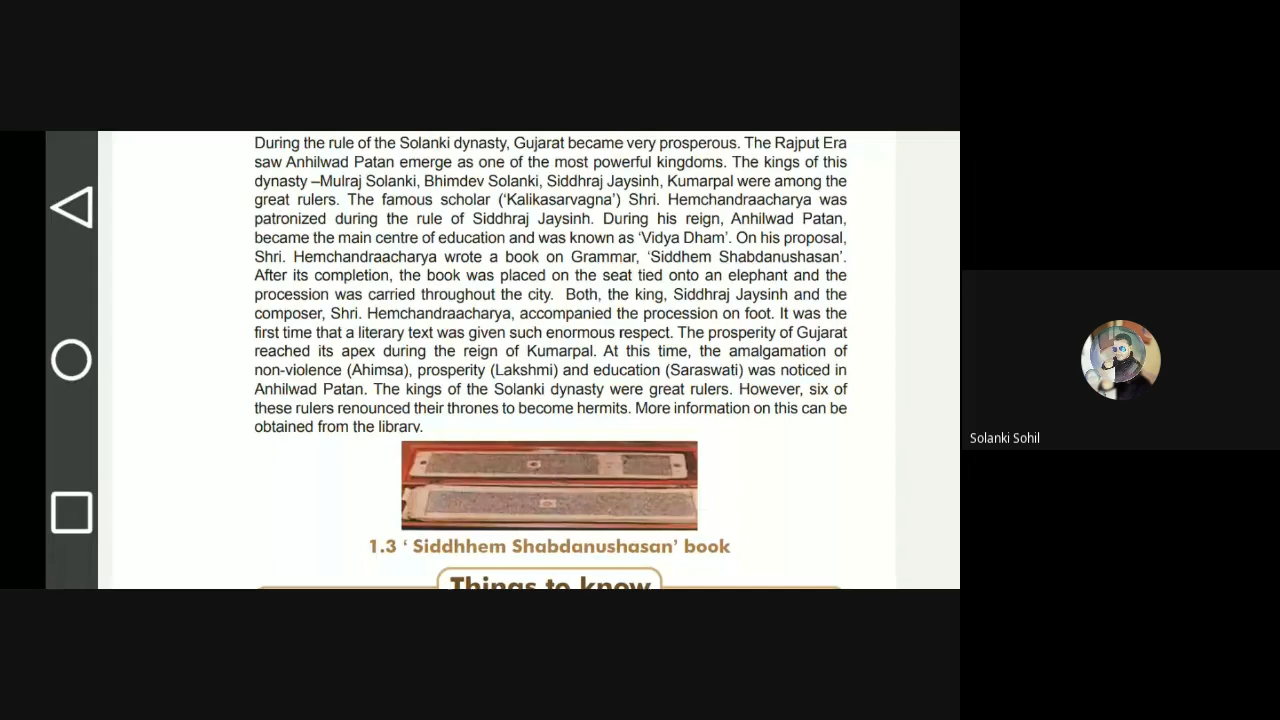 During the rule of the Solanki dynasty, Gujarat became very prosperous. The Rajput Era
saw Anhilwad Patan emerge as one of the most powerful kingdoms. The kings of this
dynasty –Mulraj Solanki, Bhimdev Solanki, Siddhraj Jaysinh, Kumarpal were among the
great rulers. The famous scholar (‘Kalikasarvagna’) Shri. Hemchandraacharya was
patronized during the rule of Siddhraj Jaysinh. During his reign, Anhilwad Patan,
became the main centre of education and was known as ‘Vidya Dham’. On his proposal,
Shri. Hemchandraacharya wrote a book on Grammar, ‘Siddhem Shabdanushasan’.
After its completion, the book was placed on the seat tied onto an elephant and the
procession was carried throughout the city.  Both, the king, Siddhraj Jaysinh and the
composer, Shri. Hemchandraacharya, accompanied the procession on foot. It was the
first time that a literary text was given such enormous respect. The prosperity of Gujarat
reached its apex during the reign of Kumarpal. At this time, the amalgamation of
non-violence (Ahimsa), prosperity (Lakshmi) and education (Saraswati) was noticed in
Anhilwad Patan. The kings of the Solanki dynasty were great rulers. However, six of
these rulers renounced their thrones to become hermits. More information on this can be
obtained from the library.
1.3 ‘ Siddhhem Shabdanushasan’ book
Things to know
Solanki Sohil